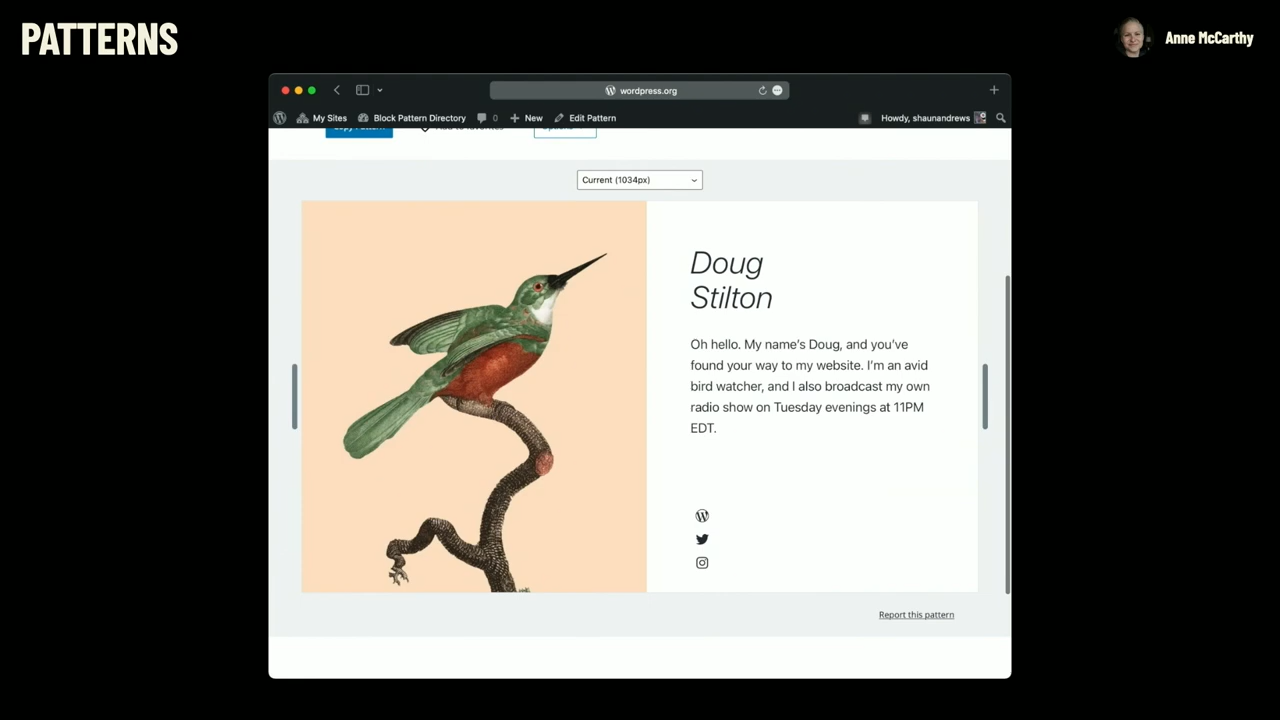 PATTERNS
Anne McCarthy
wordpress.org
My Sites Block Pattern Directory 0 New Edit Pattern Howdy, shaunandrews
Current (1034px)
Doug
Stilton
Oh hello. My name’s Doug, and you’ve
found your way to my website. I’m an avid
bird watcher, and I also broadcast my own
radio show on Tuesday evenings at 11PM
EDT.
Report this pattern